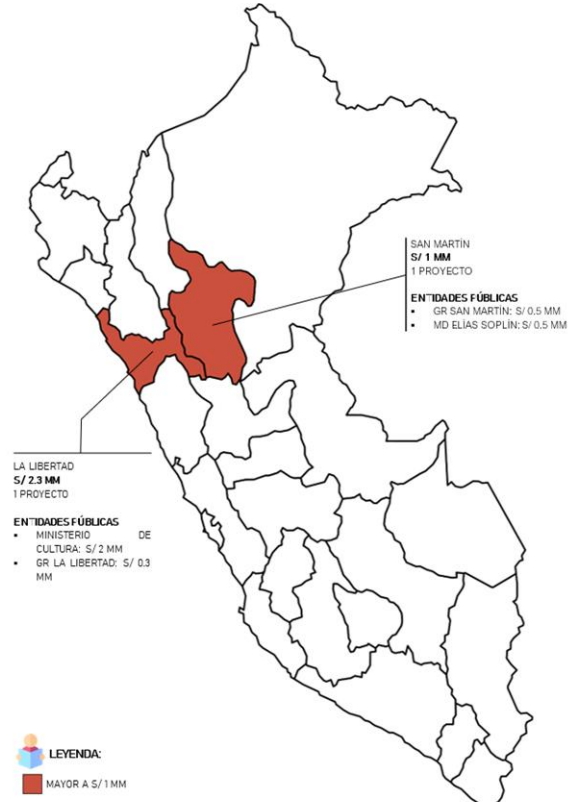 SAN MARTÍN
S/ 1 MM
1 PROYECTO
ENTIDADES PÚBLICAS
• GR SAN MARTÍN: S/ 0.5 MM
• MD ELÍAS SOPLÍN: S/ 0.5 MM
LA LIBERTAD
S/ 2.3 MM
1 PROYECTO
ENTIDADES PÚBLICAS
• MINISTERIO DE
CULTURA: S/ 2 MM
• GR LA LIBERTAD: S/ 0.3
MM
LEYENDA:
MAYOR A S/ 1 MM